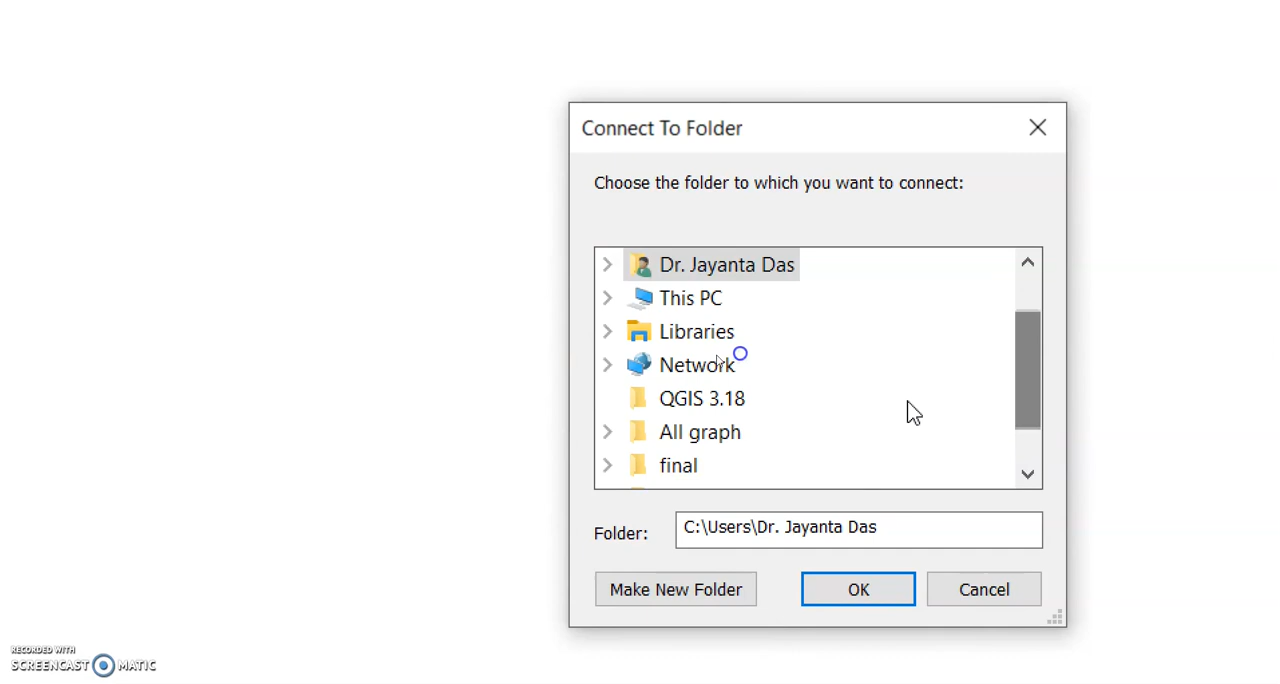 Connect To Folder
Choose the folder to which you want to connect:
Dr. Jayanta Das
This PC
Libraries
Network
QGIS 3.18
All graph
final
Folder: C:\Users\Dr. Jayanta Das
Make New Folder OK Cancel
RECORDED WITH
SCREENCAST MATIC